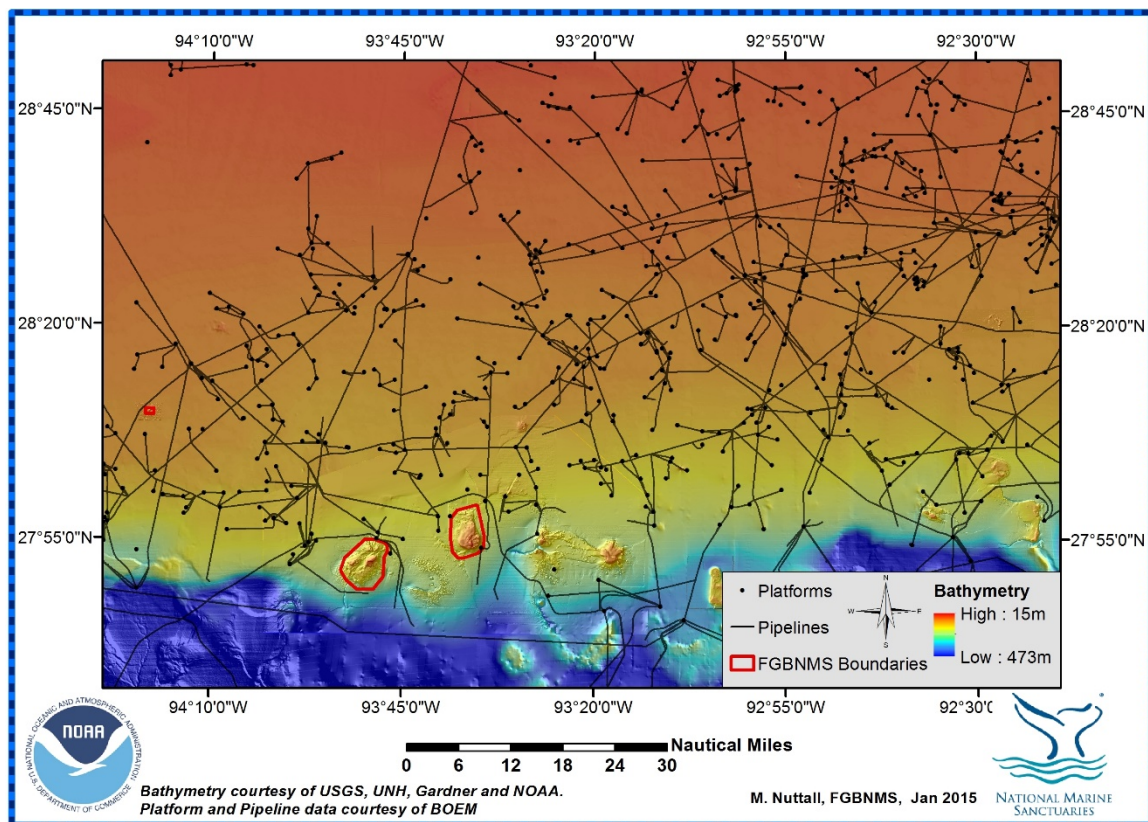 94°10'0"W 93°45'0"W 93°20'0"W 92°55'0"W 92°30'0"W
28°45'0"N 28°45'0"N
28°20'0"N 28°20'0"N
27°55'0"N 27°55'0"N
Platforms
Pipelines
FGBNMS Boundaries
N
W E
S
Bathymetry
High : 15m
Low : 473m
94°10'0"W 93°45'0"W 93°20'0"W 92°55'0"W 92°30'0
Nautical Miles
0 6 12 18 24 30
NATIONAL OCEANIC AND ATMOSPHERIC ADMINISTRATION
NOAA
U.S. DEPARTMENT OF COMMERCE
Bathymetry courtesy of USGS, UNH, Gardner and NOAA.
Platform and Pipeline data courtesy of BOEM
M. Nuttall, FGBNMS, Jan 2015
NATIONAL MARINE
SANCTUARIES